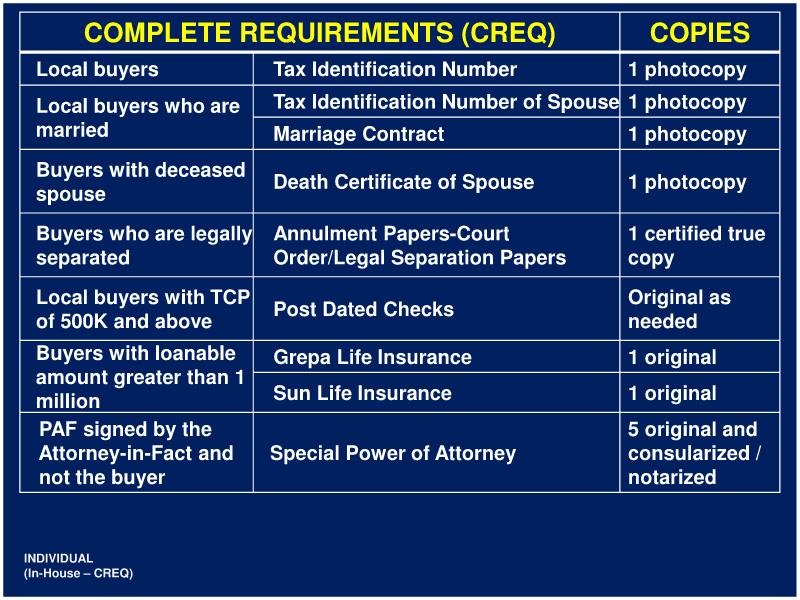 COMPLETE REQUIREMENTS (CREQ) COPIES
Local buyers Tax Identification Number 1 photocopy
Local buyers who are
married
Tax Identification Number of Spouse 1 photocopy
Marriage Contract 1 photocopy
Buyers with deceased
spouse
Death Certificate of Spouse 1 photocopy
Buyers who are legally
separated
Annulment Papers-Court
Order/Legal Separation Papers
1 certified true
copy
Local buyers with TCP
of 500K and above
Post Dated Checks
Original as
needed
Buyers with loanable
amount greater than 1
million
Grepa Life Insurance 1 original
Sun Life Insurance 1 original
PAF signed by the
Attorney-in-Fact and
not the buyer
Special Power of Attorney
5 original and
consularized /
notarized
INDIVIDUAL
(In-House – CREQ)